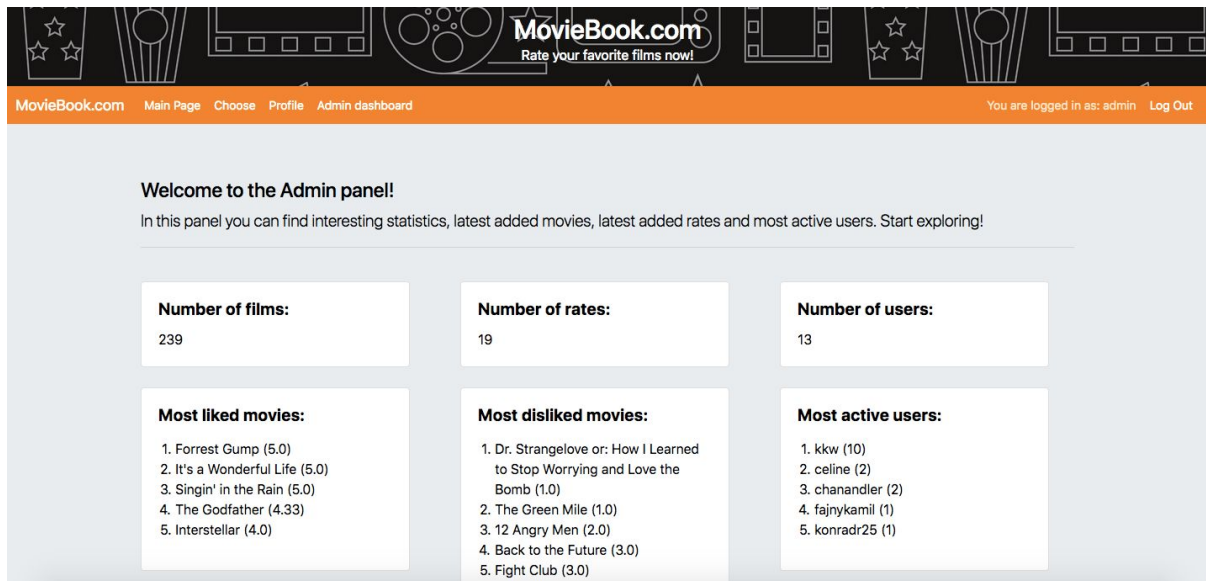 MovieBook.com
Rate your favorite films now!
MovieBook.com Main Page Choose Profile Admin dashboard You are logged in as: admin Log Out
Welcome to the Admin panel!
In this panel you can find interesting statistics, latest added movies, latest added rates and most active users. Start exploring!
Number of films:
239
Number of rates:
19
Number of users:
13
Most liked movies:
1. Forrest Gump (5.0)
2. It's a Wonderful Life (5.0)
3. Singin' in the Rain (5.0)
4. The Godfather (4.33)
5. Interstellar (4.0)
Most disliked movies:
1. Dr. Strangelove or: How I Learned
to Stop Worrying and Love the
Bomb (1.0)
2. The Green Mile (1.0)
3. 12 Angry Men (2.0)
4. Back to the Future (3.0)
5. Fight Club (3.0)
Most active users:
1. kkw (10)
2. celine (2)
3. chanandler (2)
4. fajnykamil (1)
5. konradr25 (1)